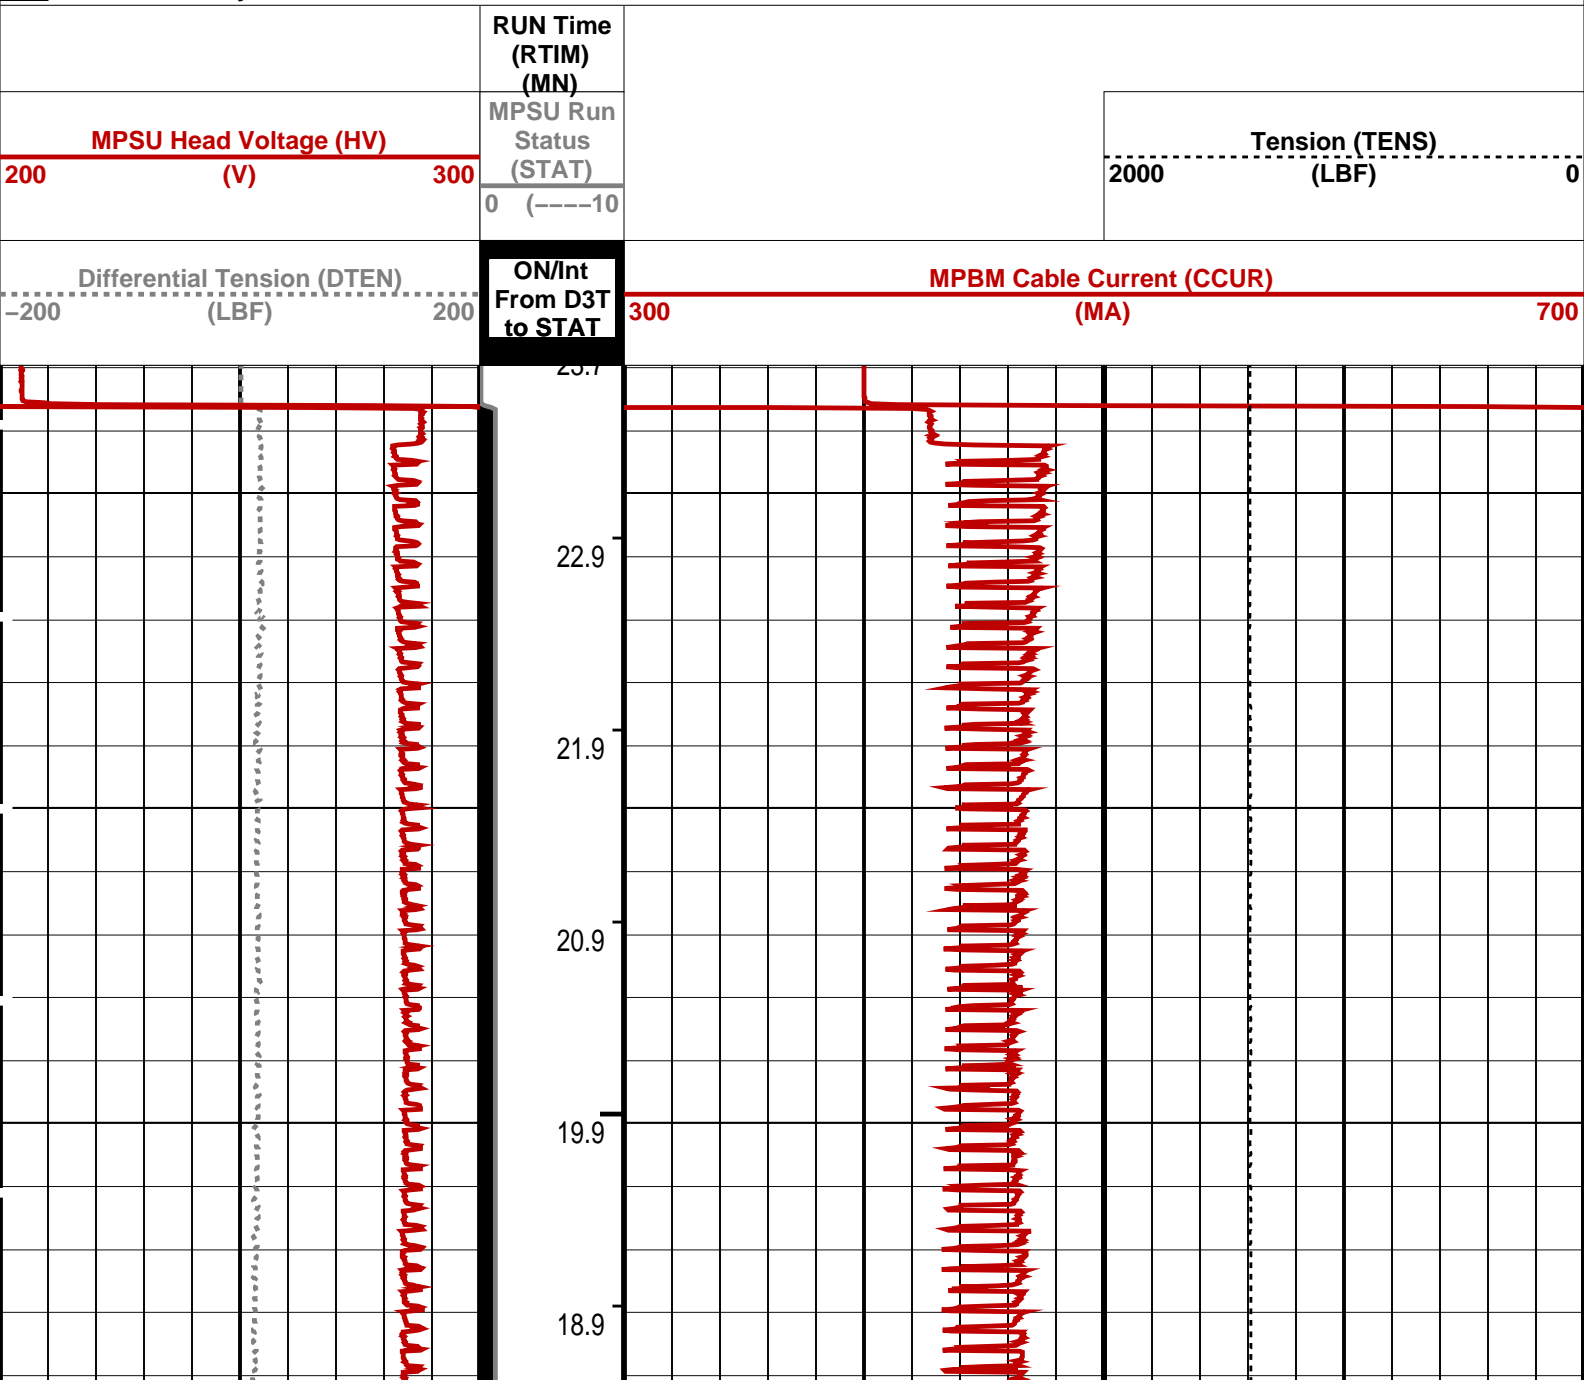 RUN Time
(RTIM)
(MN)
MPSU Head Voltage (HV)
200 (V) 300
MPSU Run
Status
(STAT)
0 (----10
Tension (TENS)
2000 (LBF) 0
Differential Tension (DTEN)
-200 (LBF) 200
ON/Int
From D3T
to STAT
MPBM Cable Current (CCUR)
300 (MA) 700
23.7
22.9
21.9
20.9
19.9
18.9